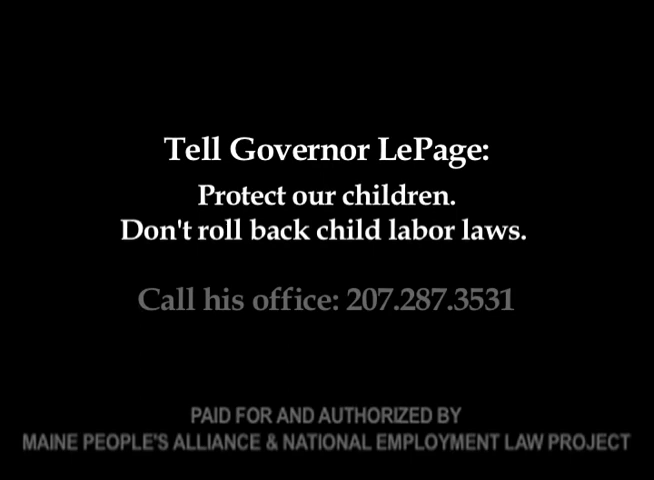 Tell Governor LePage:
Protect our children.
Don't roll back child labor laws.
Call his office: 207.287.3531
PAID FOR AND AUTHORIZED BY
MAINE PEOPLE'S ALLIANCE & NATIONAL EMPLOYMENT LAW PROJECT